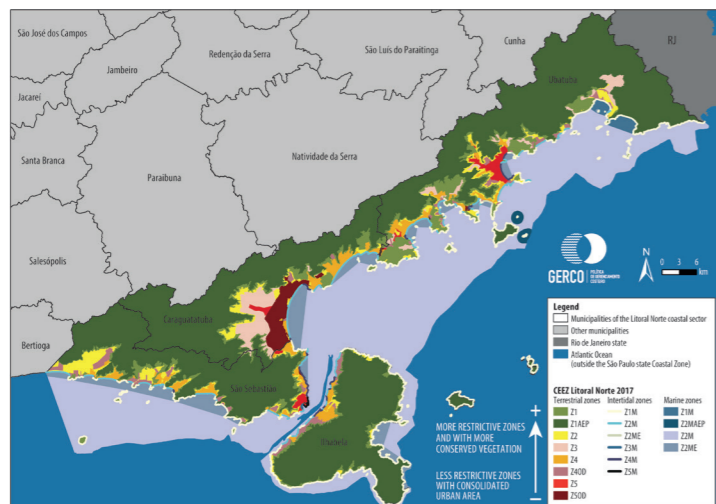 São José dos Campos
Jambeiro
Redenção da Serra
São Luís do Paraitinga
Cunha
RJ
Ubatuba
Jacareí
Santa Branca
Paraibuna
Natividade da Serra
Salesópolis
Caraguatatuba
Bertioga
São Sebastião
Ilhabela
GERCO
POLÍTICA
DE GERENCIAMENTO
COSTEIRO
N
0 3 6
km
Legend
Municipalities of the Litoral Norte coastal sector
Other municipalities
Rio de Janeiro state
Atlantic Ocean
(outside the São Paulo state Coastal Zone)
CEEZ Litoral Norte 2017
Terrestrial zones
Z1
Z1AEP
Z2
Z3
Z4
Z4OD
Z5
Z5OD
Intertidal zones
Z1M
Z2M
Z2ME
Z3M
Z4M
Z5M
Marine zones
Z1M
Z2MAEP
Z2M
Z2ME
+
MORE RESTRICTIVE ZONES
AND WITH MORE
CONSERVED VEGETATION
LESS RESTRICTIVE ZONES
WITH CONSOLIDATED
URBAN AREA
–